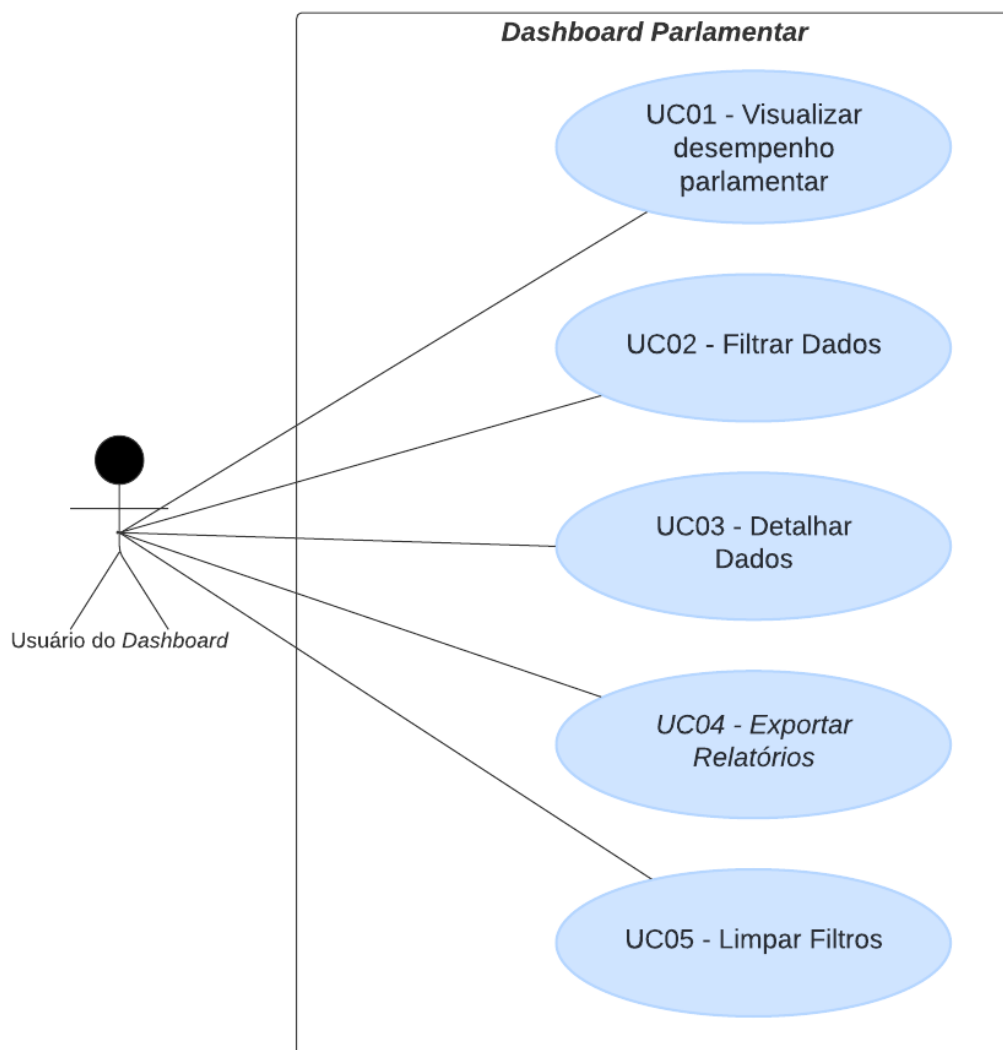 Dashboard Parlamentar
UC01 - Visualizar
desempenho
parlamentar
UC02 - Filtrar Dados
UC03 - Detalhar
Dados
Usuário do Dashboard
UC04 - Exportar
Relatórios
UC05 - Limpar Filtros